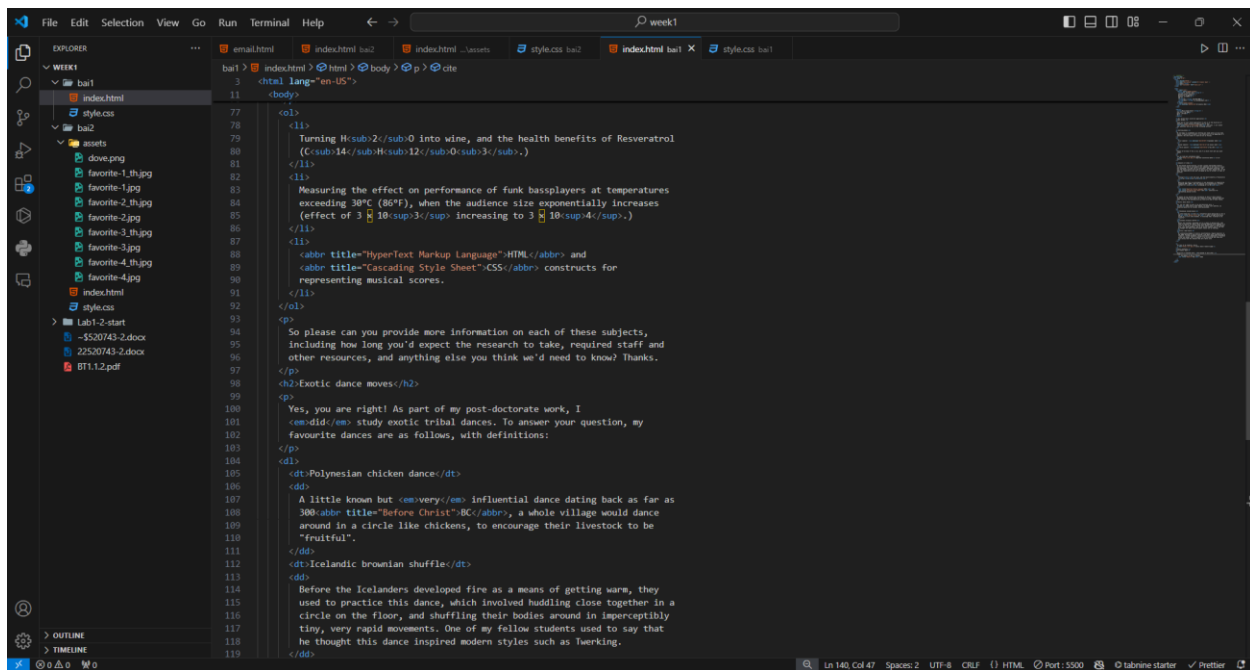 File Edit Selection View Go Run Terminal Help
week1
EXPLORER
email.html
index.html bai2
index.html ...\assets
style.css bai2
index.html bai1
style.css bai1
WEEK1
bai1
index.html
style.css
bai2
assets
dove.png
favorite-1_th.jpg
favorite-1.jpg
favorite-2_th.jpg
favorite-2.jpg
favorite-3_th.jpg
favorite-3.jpg
favorite-4_th.jpg
favorite-4.jpg
index.html
style.css
Lab1-2-start
~$520743-2.docx
22520743-2.docx
BT1.1.2.pdf
OUTLINE
TIMELINE
2
bai1 > index.html > html > body > p > cite
3 <html lang="en-US">
11 <body>
77 <ol>
78 <li>
79 Turning H<sub>2</sub>O into wine, and the health benefits of Resveratrol
80 (C<sub>14</sub>H<sub>12</sub>O<sub>3</sub>.)
81 </li>
82 <li>
83 Measuring the effect on performance of funk bassplayers at temperatures
84 exceeding 30°C (86°F), when the audience size exponentially increases
85 (effect of 3 × 10<sup>3</sup> increasing to 3 × 10<sup>4</sup>.)
86 </li>
87 <li>
88 <abbr title="HyperText Markup Language">HTML</abbr> and
89 <abbr title="Cascading Style Sheet">CSS</abbr> constructs for
90 representing musical scores.
91 </li>
92 </ol>
93 <p>
94 So please can you provide more information on each of these subjects,
95 including how long you'd expect the research to take, required staff and
96 other resources, and anything else you think we'd need to know? Thanks.
97 </p>
98 <h2>Exotic dance moves</h2>
99 <p>
100 Yes, you are right! As part of my post-doctorate work, I
101 <em>did</em> study exotic tribal dances. To answer your question, my
102 favourite dances are as follows, with definitions:
103 </p>
104 <dl>
105 <dt>Polynesian chicken dance</dt>
106 <dd>
107 A little known but <em>very</em> influential dance dating back as far as
108 300<abbr title="Before Christ">BC</abbr>, a whole village would dance
109 around in a circle like chickens, to encourage their livestock to be
110 "fruitful".
111 </dd>
112 <dt>Icelandic brownian shuffle</dt>
113 <dd>
114 Before the Icelanders developed fire as a means of getting warm, they
115 used to practice this dance, which involved huddling close together in a
116 circle on the floor, and shuffling their bodies around in imperceptibly
117 tiny, very rapid movements. One of my fellow students used to say that
118 he thought this dance inspired modern styles such as Twerking.
119 </dd>
0 0 0 Ln 140, Col 47 Spaces: 2 UTF-8 CRLF {} HTML Port : 5500 tabnine starter Prettier